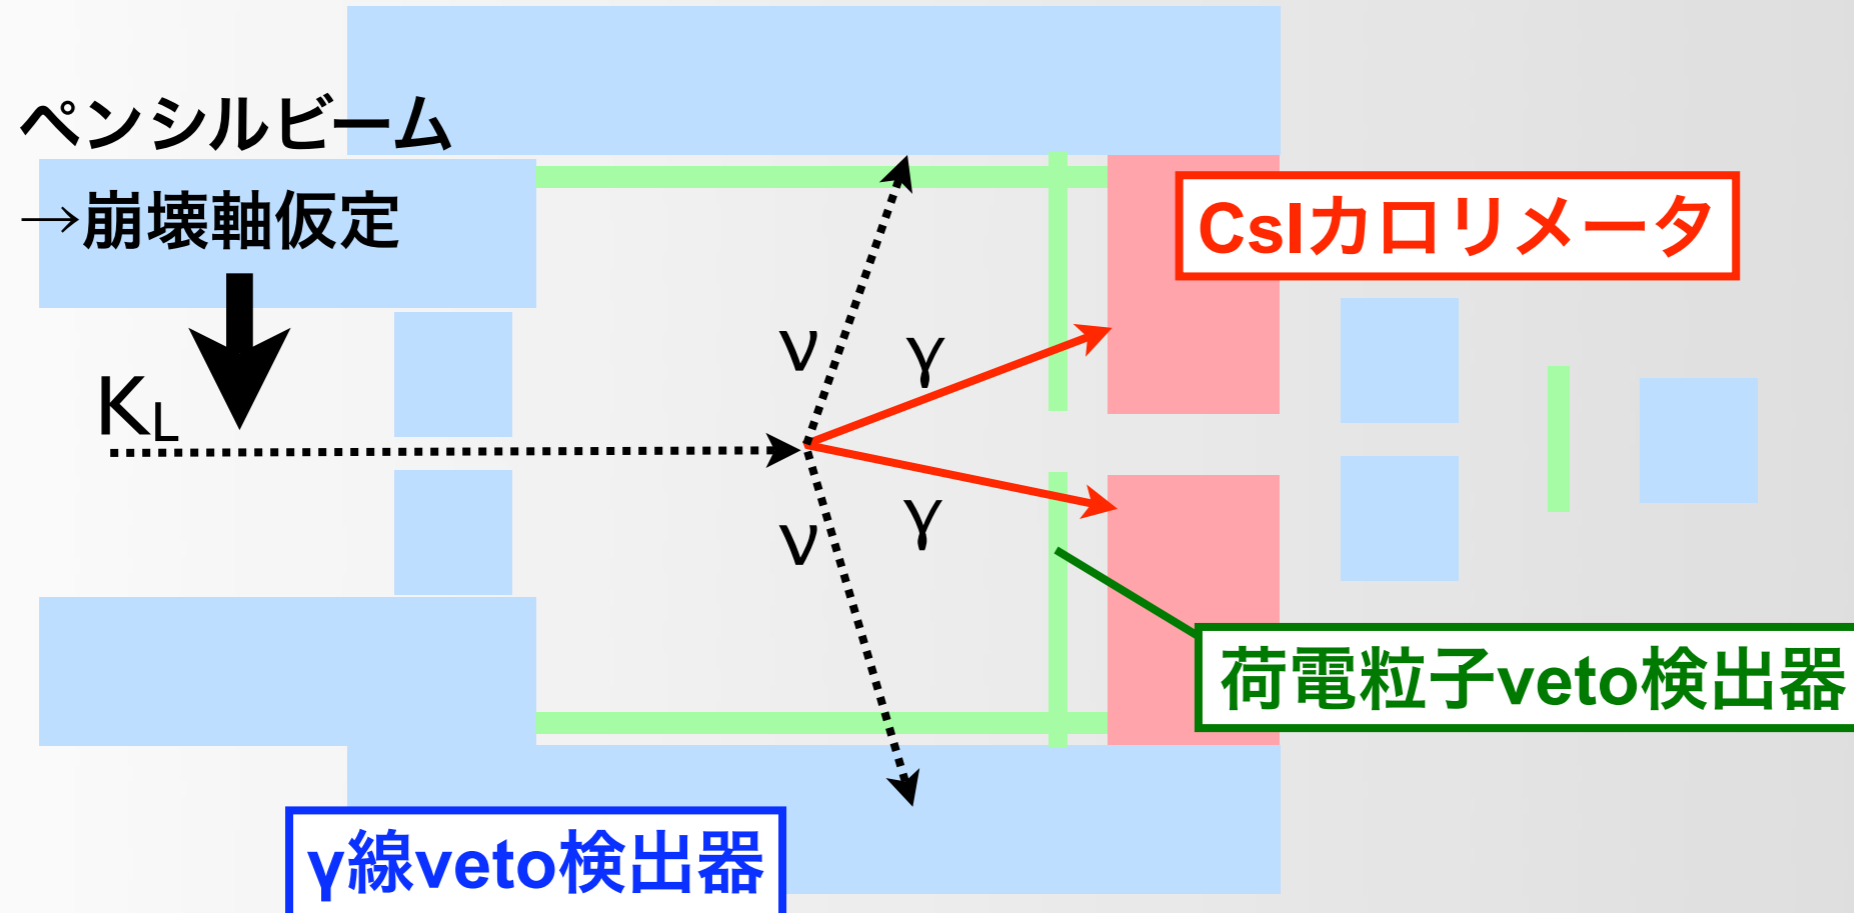 ペンシルビーム
→崩壊軸仮定
KL
ν
γ
ν
γ
CsIカロリメータ
荷電粒子veto検出器
γ線veto検出器